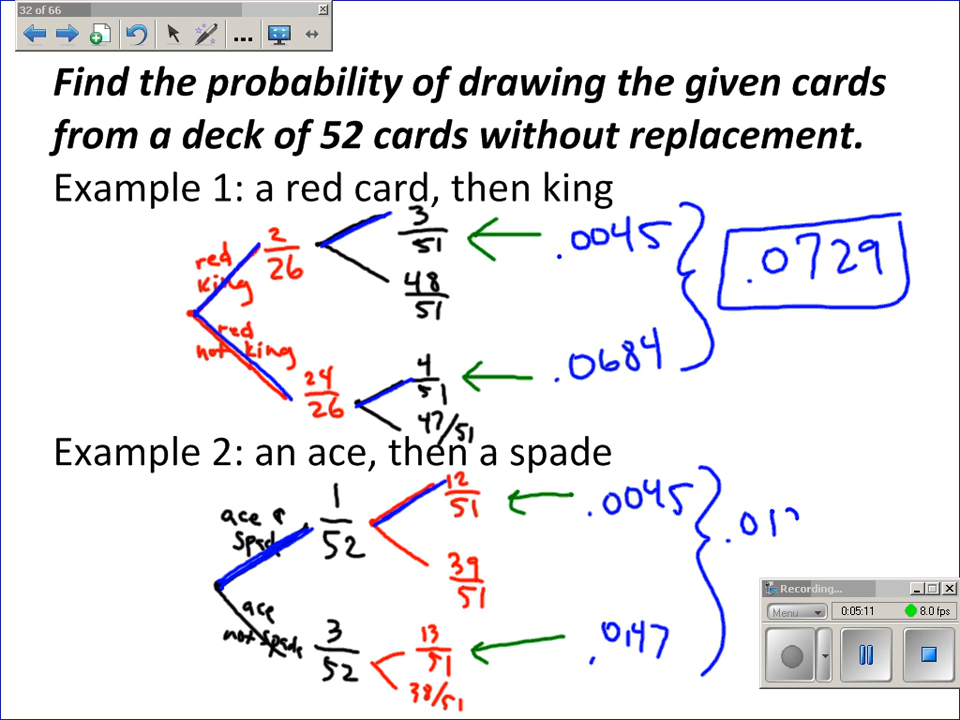 32 of 66
Find the probability of drawing the given cards
from a deck of 52 cards without replacement.
Example 1: a red card, then king
red king 2/26 3/51 .0045 .0729
48/51
red not king 24/26 4/51 .0684
47/51
Example 2: an ace, then a spade
ace & spade 1/52 12/51 .0045 .01
39/51
ace not spade 3/52 13/51 .0147
38/51
Recording...
Menu 0:05:11 8.0 fps